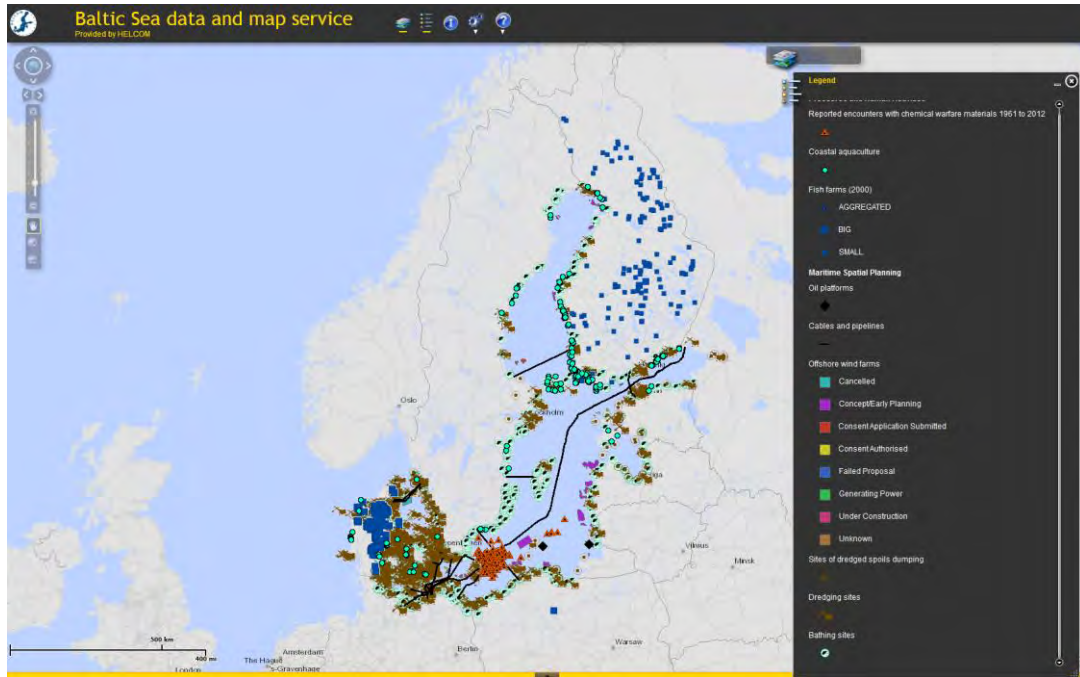 Baltic Sea data and map service
Provided by HELCOM
Legend
Reported encounters with chemical warfare materials 1961 to 2012
Coastal aquaculture
Fish farms (2000)
AGGREGATED
BIG
SMALL
Maritime Spatial Planning
Oil platforms
Cables and pipelines
Offshore wind farms
Cancelled
Concept/Early Planning
Consent Application Submitted
Consent Authorised
Failed Proposal
Generating Power
Under Construction
Unknown
Sites of dredged spoils dumping
Dredging sites
Bathing sites
Oslo
Vilnius
Minsk
Warsaw
Berlin
Amsterdam
The Hague
's-Gravenhage
London
500 km
400 mi